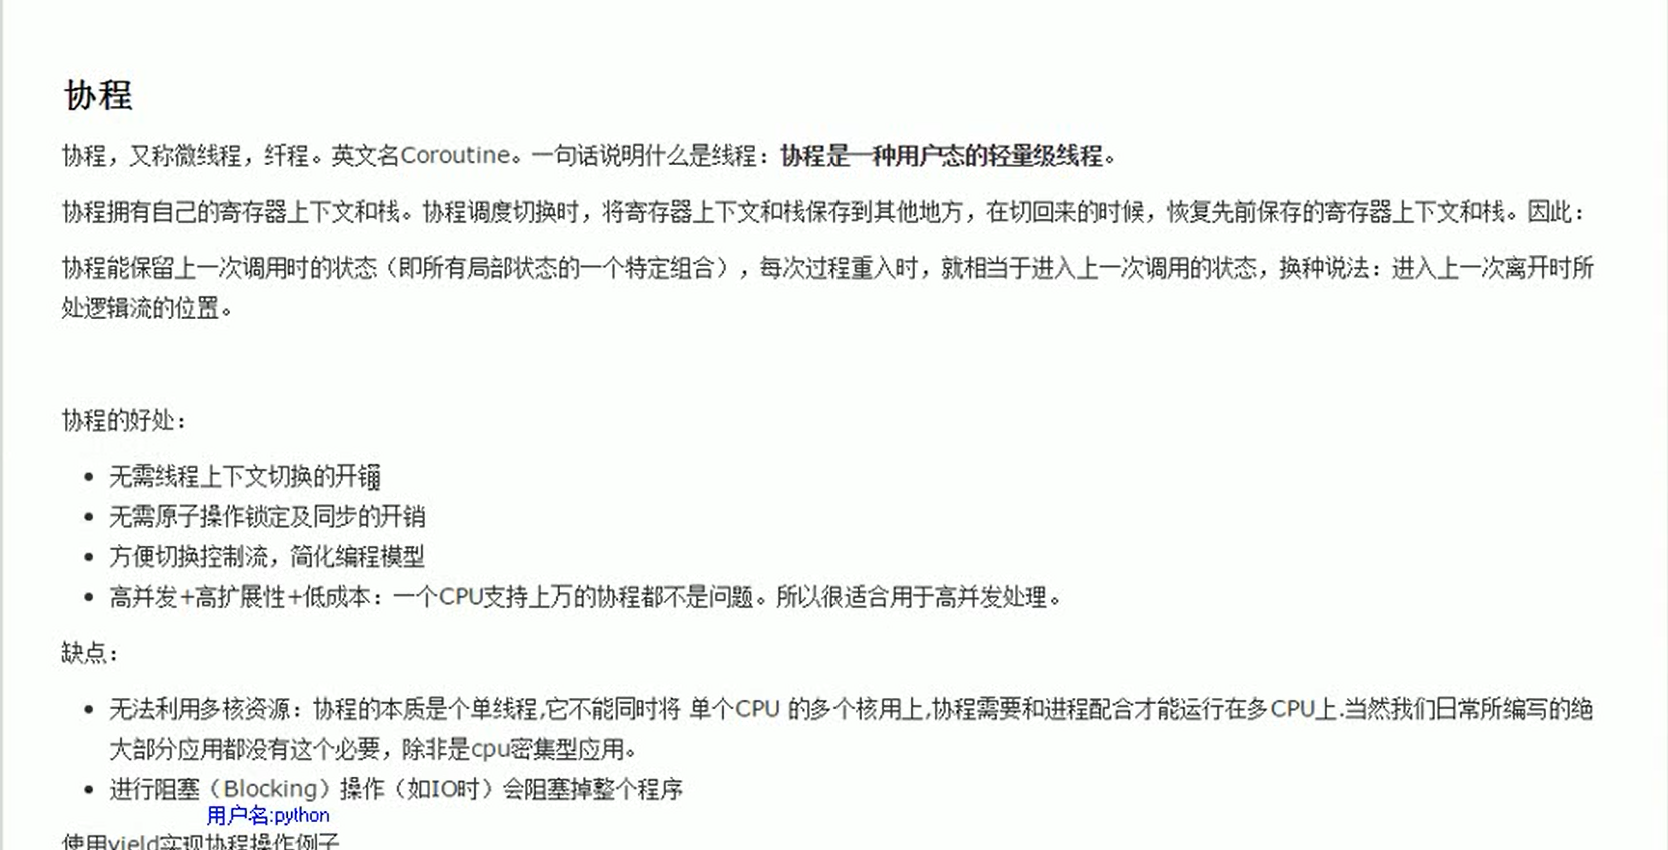 协程
协程，又称微线程，纤程。英文名Coroutine。一句话说明什么是线程：协程是一种用户态的轻量级线程。
协程拥有自己的寄存器上下文和栈。协程调度切换时，将寄存器上下文和栈保存到其他地方，在切回来的时候，恢复先前保存的寄存器上下文和栈。因此：
协程能保留上一次调用时的状态（即所有局部状态的一个特定组合），每次过程重入时，就相当于进入上一次调用的状态，换种说法：进入上一次离开时所
处逻辑流的位置。
协程的好处：
• 无需线程上下文切换的开销
• 无需原子操作锁定及同步的开销
• 方便切换控制流，简化编程模型
• 高并发+高扩展性+低成本：一个CPU支持上万的协程都不是问题。所以很适合用于高并发处理。
缺点：
• 无法利用多核资源：协程的本质是个单线程,它不能同时将 单个CPU 的多个核用上,协程需要和进程配合才能运行在多CPU上.当然我们日常所编写的绝
大部分应用都没有这个必要，除非是cpu密集型应用。
• 进行阻塞（Blocking）操作（如IO时）会阻塞掉整个程序
用户名:python
使用yield实现协程操作例子